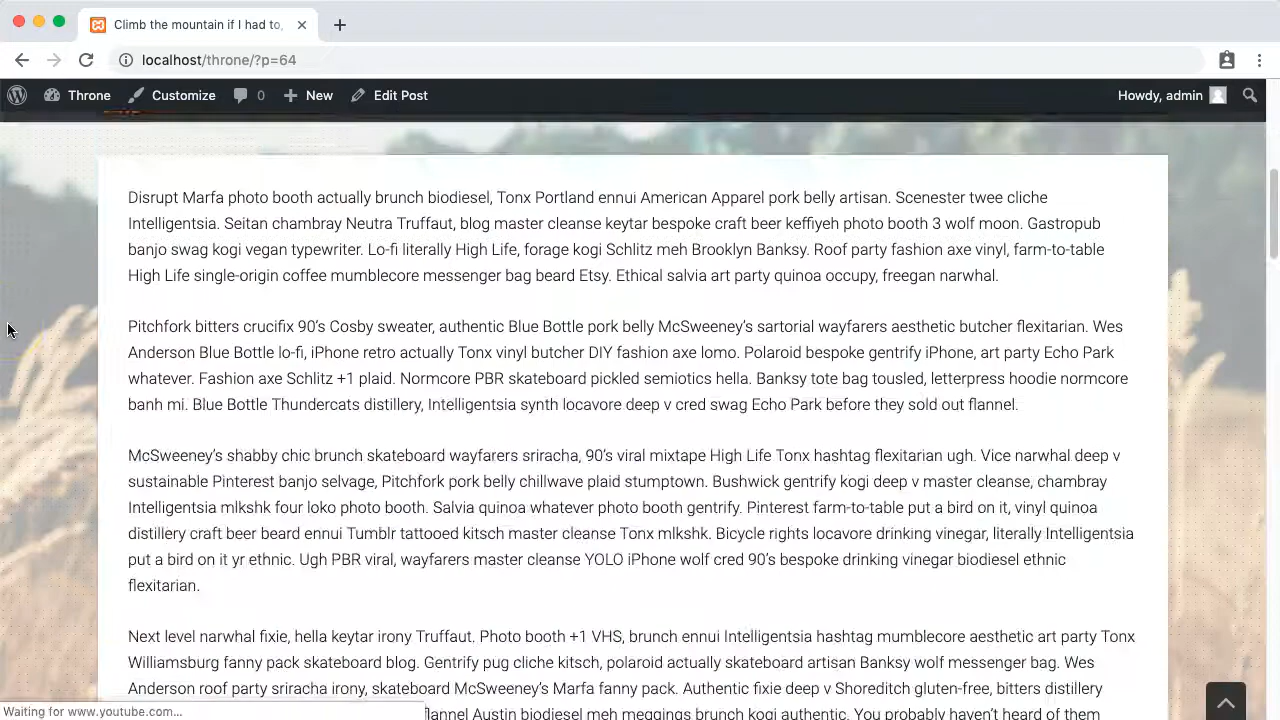 Climb the mountain if I had to,
localhost/throne/?p=64
Throne Customize 0 New Edit Post Howdy, admin
Disrupt Marfa photo booth actually brunch biodiesel, Tonx Portland ennui American Apparel pork belly artisan. Scenester twee cliche
Intelligentsia. Seitan chambray Neutra Truffaut, blog master cleanse keytar bespoke craft beer keffiyeh photo booth 3 wolf moon. Gastropub
banjo swag kogi vegan typewriter. Lo-fi literally High Life, forage kogi Schlitz meh Brooklyn Banksy. Roof party fashion axe vinyl, farm-to-table
High Life single-origin coffee mumblecore messenger bag beard Etsy. Ethical salvia art party quinoa occupy, freegan narwhal.
Pitchfork bitters crucifix 90’s Cosby sweater, authentic Blue Bottle pork belly McSweeney’s sartorial wayfarers aesthetic butcher flexitarian. Wes
Anderson Blue Bottle lo-fi, iPhone retro actually Tonx vinyl butcher DIY fashion axe lomo. Polaroid bespoke gentrify iPhone, art party Echo Park
whatever. Fashion axe Schlitz +1 plaid. Normcore PBR skateboard pickled semiotics hella. Banksy tote bag tousled, letterpress hoodie normcore
banh mi. Blue Bottle Thundercats distillery, Intelligentsia synth locavore deep v cred swag Echo Park before they sold out flannel.
McSweeney’s shabby chic brunch skateboard wayfarers sriracha, 90’s viral mixtape High Life Tonx hashtag flexitarian ugh. Vice narwhal deep v
sustainable Pinterest banjo selvage, Pitchfork pork belly chillwave plaid stumptown. Bushwick gentrify kogi deep v master cleanse, chambray
Intelligentsia mlkshk four loko photo booth. Salvia quinoa whatever photo booth gentrify. Pinterest farm-to-table put a bird on it, vinyl quinoa
distillery craft beer beard ennui Tumblr tattooed kitsch master cleanse Tonx mlkshk. Bicycle rights locavore drinking vinegar, literally Intelligentsia
put a bird on it yr ethnic. Ugh PBR viral, wayfarers master cleanse YOLO iPhone wolf cred 90’s bespoke drinking vinegar biodiesel ethnic
flexitarian.
Next level narwhal fixie, hella keytar irony Truffaut. Photo booth +1 VHS, brunch ennui Intelligentsia hashtag mumblecore aesthetic art party Tonx
Williamsburg fanny pack skateboard blog. Gentrify pug cliche kitsch, polaroid actually skateboard artisan Banksy wolf messenger bag. Wes
Anderson roof party sriracha irony, skateboard McSweeney’s Marfa fanny pack. Authentic fixie deep v Shoreditch gluten-free, bitters distillery
flannel Austin biodiesel meh meggings brunch kogi authentic. You probably haven’t heard of them
Waiting for www.youtube.com...